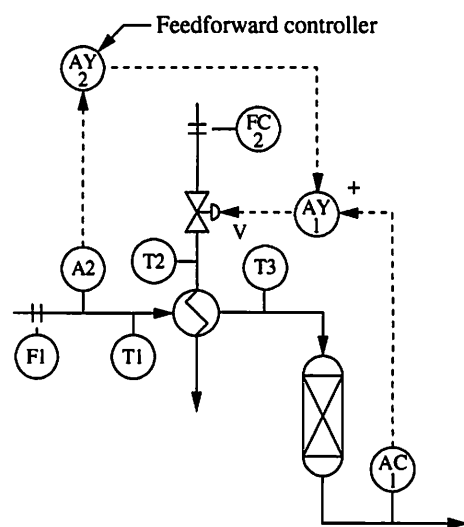 Feedforward controller
AY
2
FC
2
AY
1
+
V
A2
T2
T3
F1
T1
AC
1